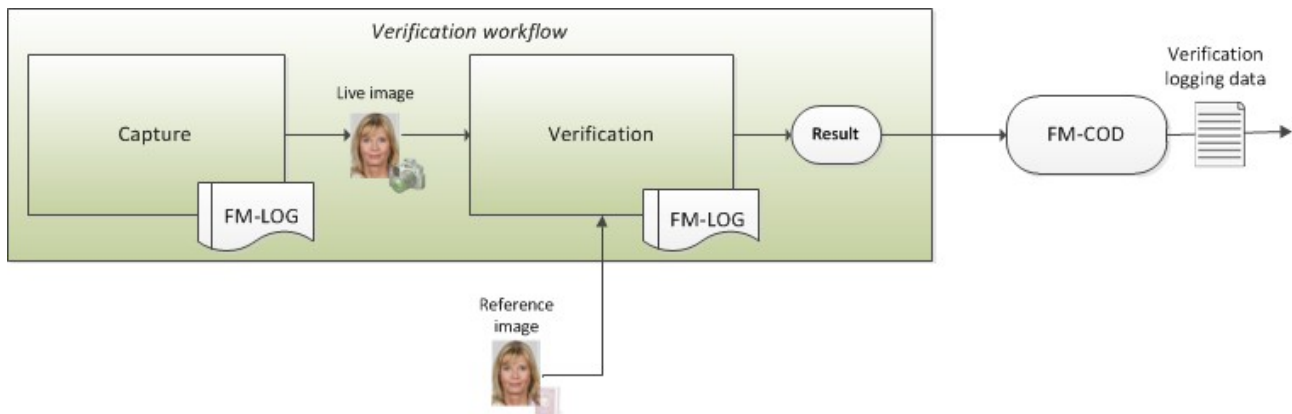 Verification workflow
Capture
FM-LOG
Live image
Verification
FM-LOG
Result
FM-COD
Verification
logging data
Reference
image